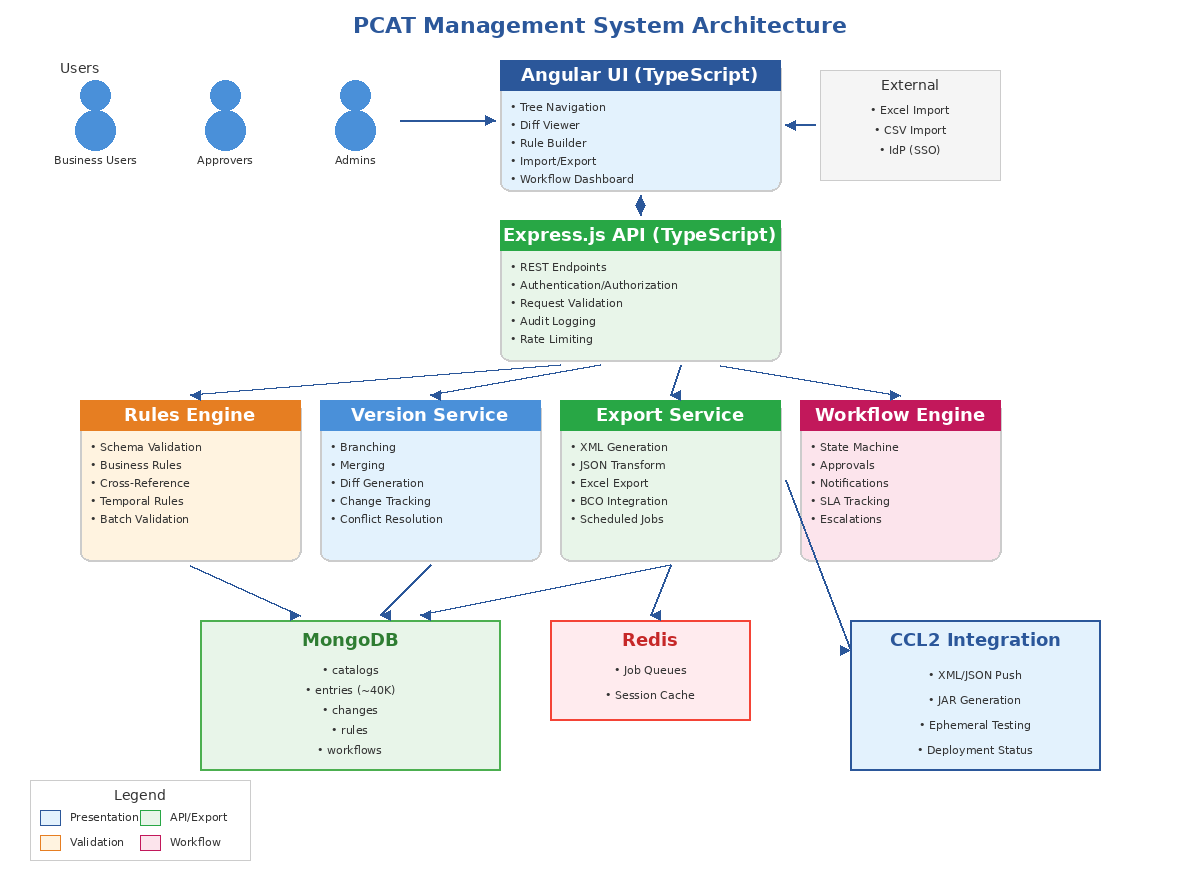 PCAT Management System Architecture
Users
Business Users
Approvers
Admins
Angular UI (TypeScript)
• Tree Navigation
• Diff Viewer
• Rule Builder
• Import/Export
• Workflow Dashboard
External
• Excel Import
• CSV Import
• IdP (SSO)
Express.js API (TypeScript)
• REST Endpoints
• Authentication/Authorization
• Request Validation
• Audit Logging
• Rate Limiting
Rules Engine
• Schema Validation
• Business Rules
• Cross-Reference
• Temporal Rules
• Batch Validation
Version Service
• Branching
• Merging
• Diff Generation
• Change Tracking
• Conflict Resolution
Export Service
• XML Generation
• JSON Transform
• Excel Export
• BCO Integration
• Scheduled Jobs
Workflow Engine
• State Machine
• Approvals
• Notifications
• SLA Tracking
• Escalations
MongoDB
• catalogs
• entries (~40K)
• changes
• rules
• workflows
Redis
• Job Queues
• Session Cache
CCL2 Integration
• XML/JSON Push
• JAR Generation
• Ephemeral Testing
• Deployment Status
Legend
Presentation
API/Export
Validation
Workflow